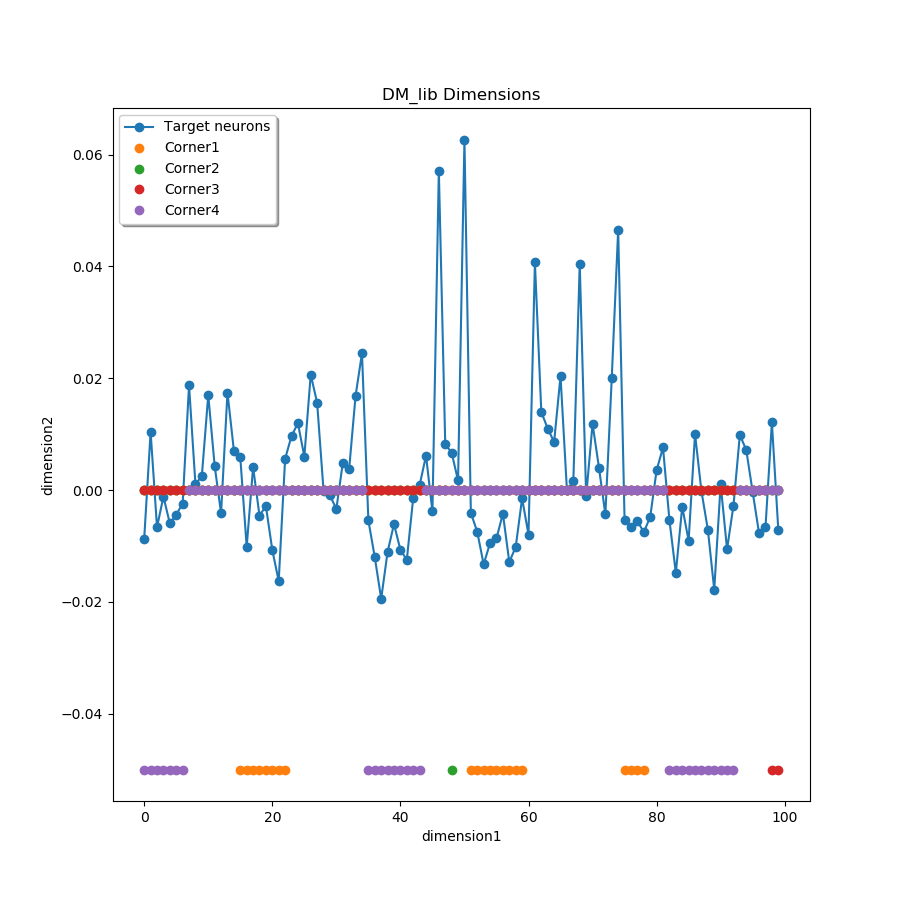 DM_lib Dimensions
Target neurons
Corner1
Corner2
Corner3
Corner4
0.06
0.04
0.02
0.00
−0.02
−0.04
dimension2
0 20 40 60 80 100
dimension1